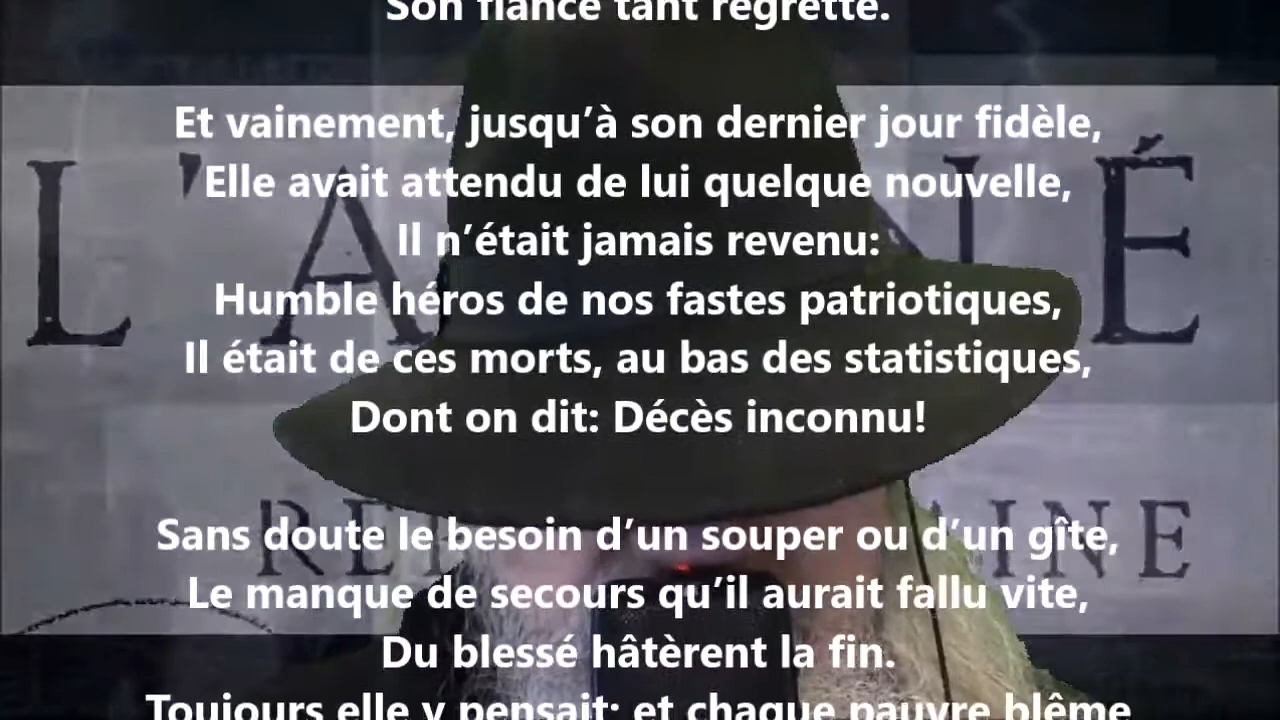 Son fiancé tant regretté.
Et vainement, jusqu’à son dernier jour fidèle,
Elle avait attendu de lui quelque nouvelle,
Il n’était jamais revenu:
Humble héros de nos fastes patriotiques,
Il était de ces morts, au bas des statistiques,
Dont on dit: Décès inconnu!
Sans doute le besoin d’un souper ou d’un gîte,
Le manque de secours qu’il aurait fallu vite,
Du blessé hâtèrent la fin.
Toujours elle y pensait; et chaque pauvre blême